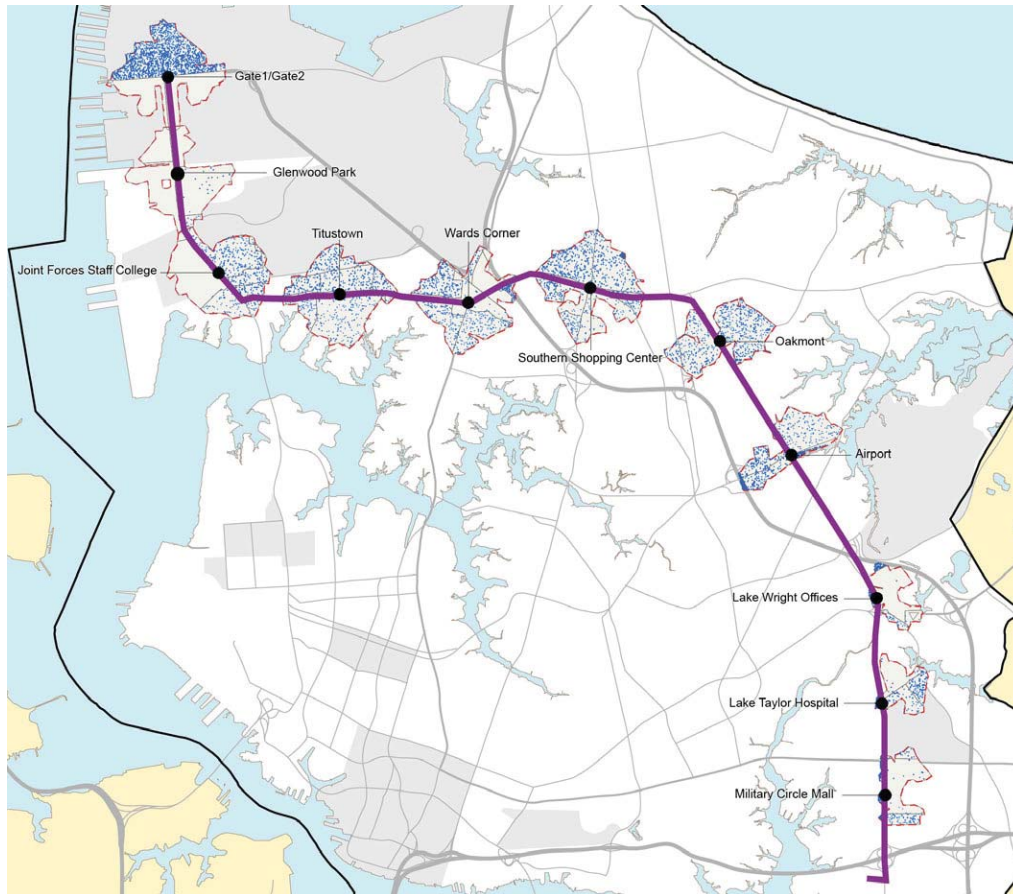 Gate1/Gate2
Glenwood Park
Titustown
Wards Corner
Joint Forces Staff College
Southern Shopping Center
Oakmont
Airport
Lake Wright Offices
Lake Taylor Hospital
Military Circle Mall